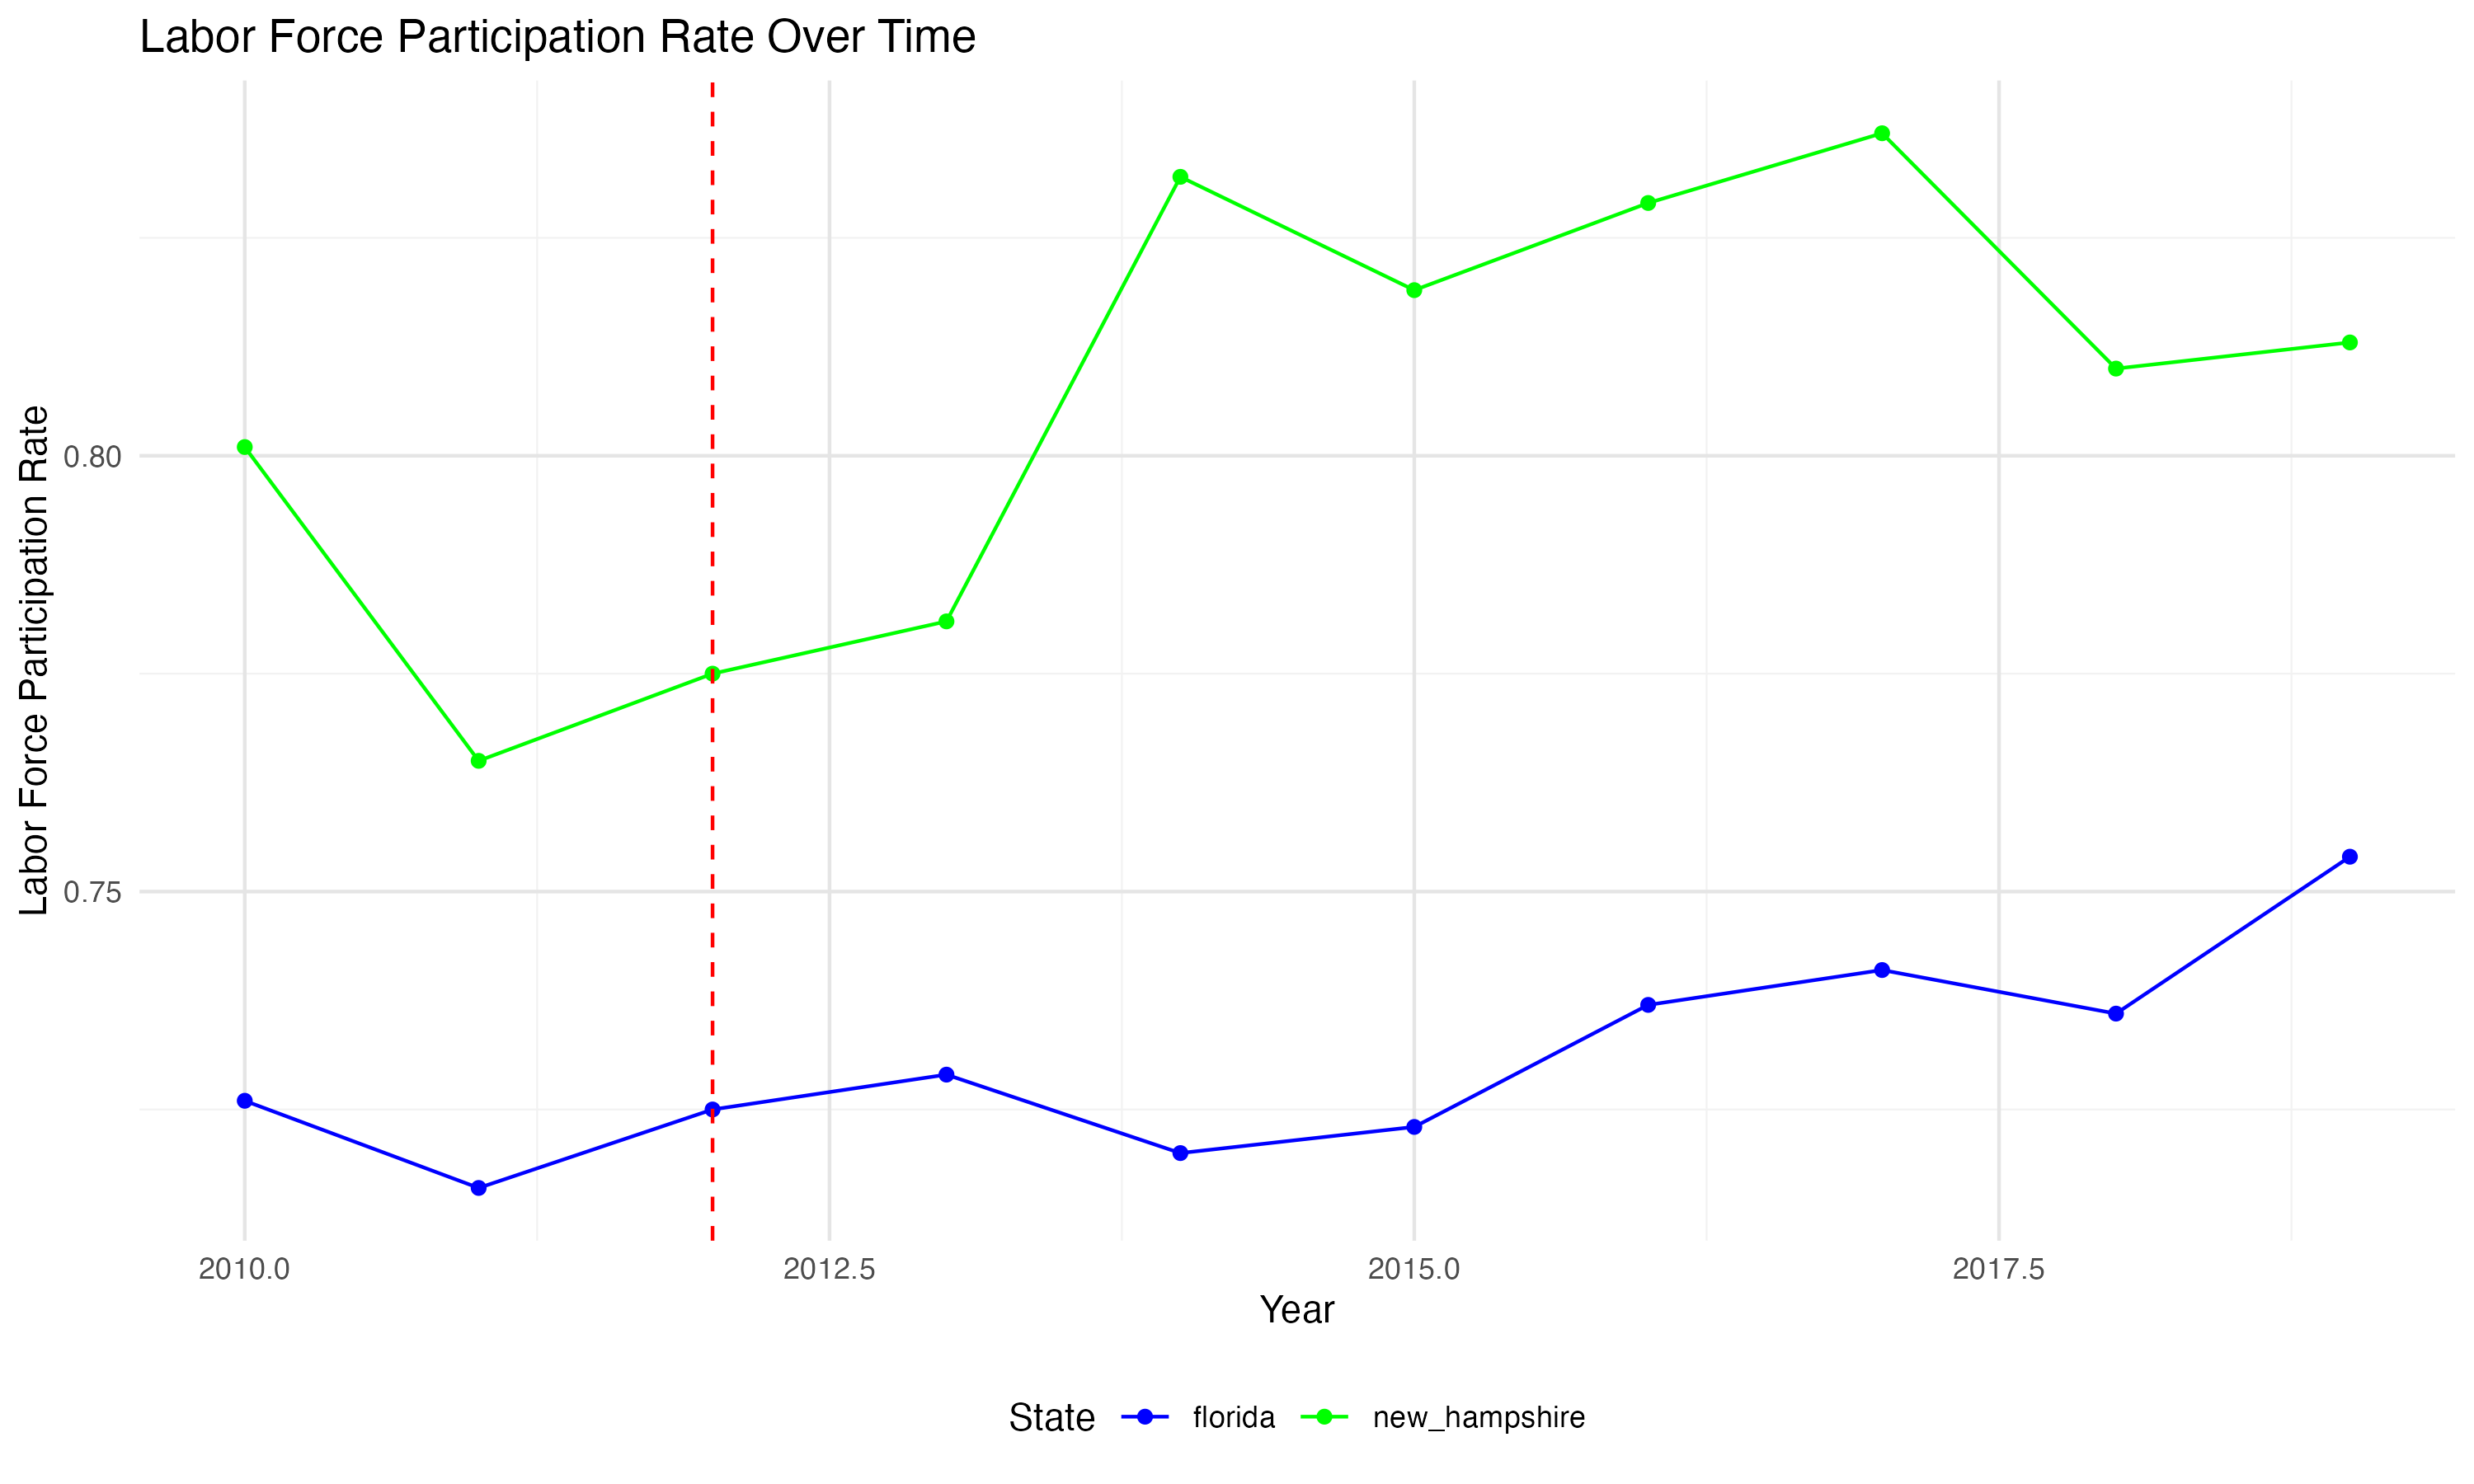 Labor Force Participation Rate Over Time
Labor Force Participation Rate
0.80
0.75
2010.0 2012.5 2015.0 2017.5
Year
State florida new_hampshire